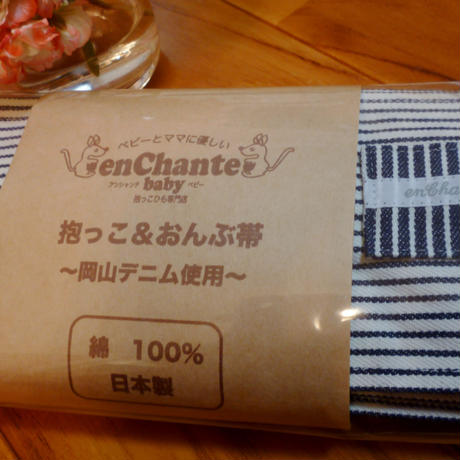 ベビーとママに優しい
enChante
アンシャンテ baby ベビー
抱っこひも専門店
抱っこ&おんぶ帯
～岡山デニム使用～
綿 100%
日本製
enCha